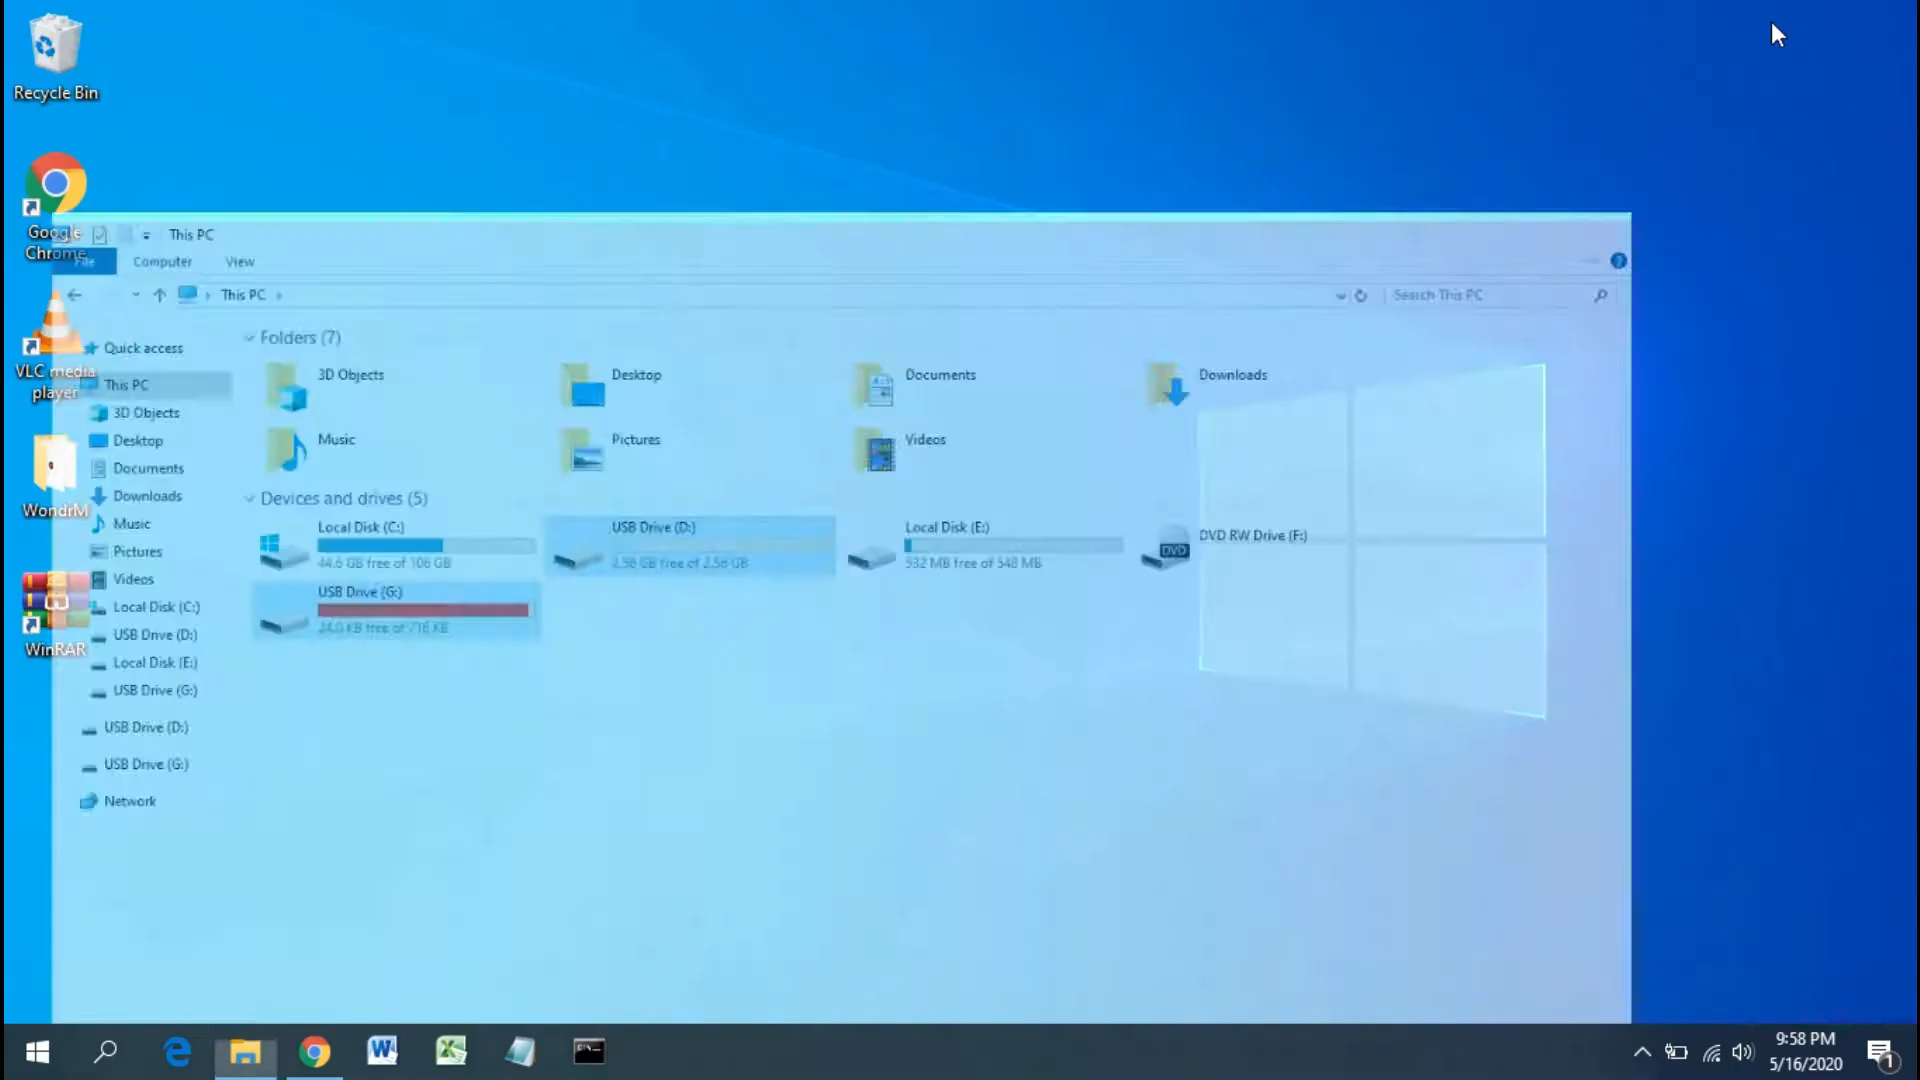 Recycle Bin
Google
Chrome
VLC media
player
WondrM
WinRAR
This PC
File
Computer
View
This PC
Search This PC
Quick access
This PC
3D Objects
Desktop
Documents
Downloads
Music
Pictures
Videos
Local Disk (C:)
USB Drive (D:)
Local Disk (E:)
USB Drive (G:)
USB Drive (D:)
USB Drive (G:)
Network
Folders (7)
3D Objects
Desktop
Documents
Downloads
Music
Pictures
Videos
Devices and drives (5)
Local Disk (C:)
44.6 GB free of 106 GB
USB Drive (D:)
2.56 GB free of 2.56 GB
Local Disk (E:)
532 MB free of 548 MB
DVD
DVD RW Drive (F:)
USB Drive (G:)
24.0 KB free of 716 KB
9:58 PM
5/16/2020
1